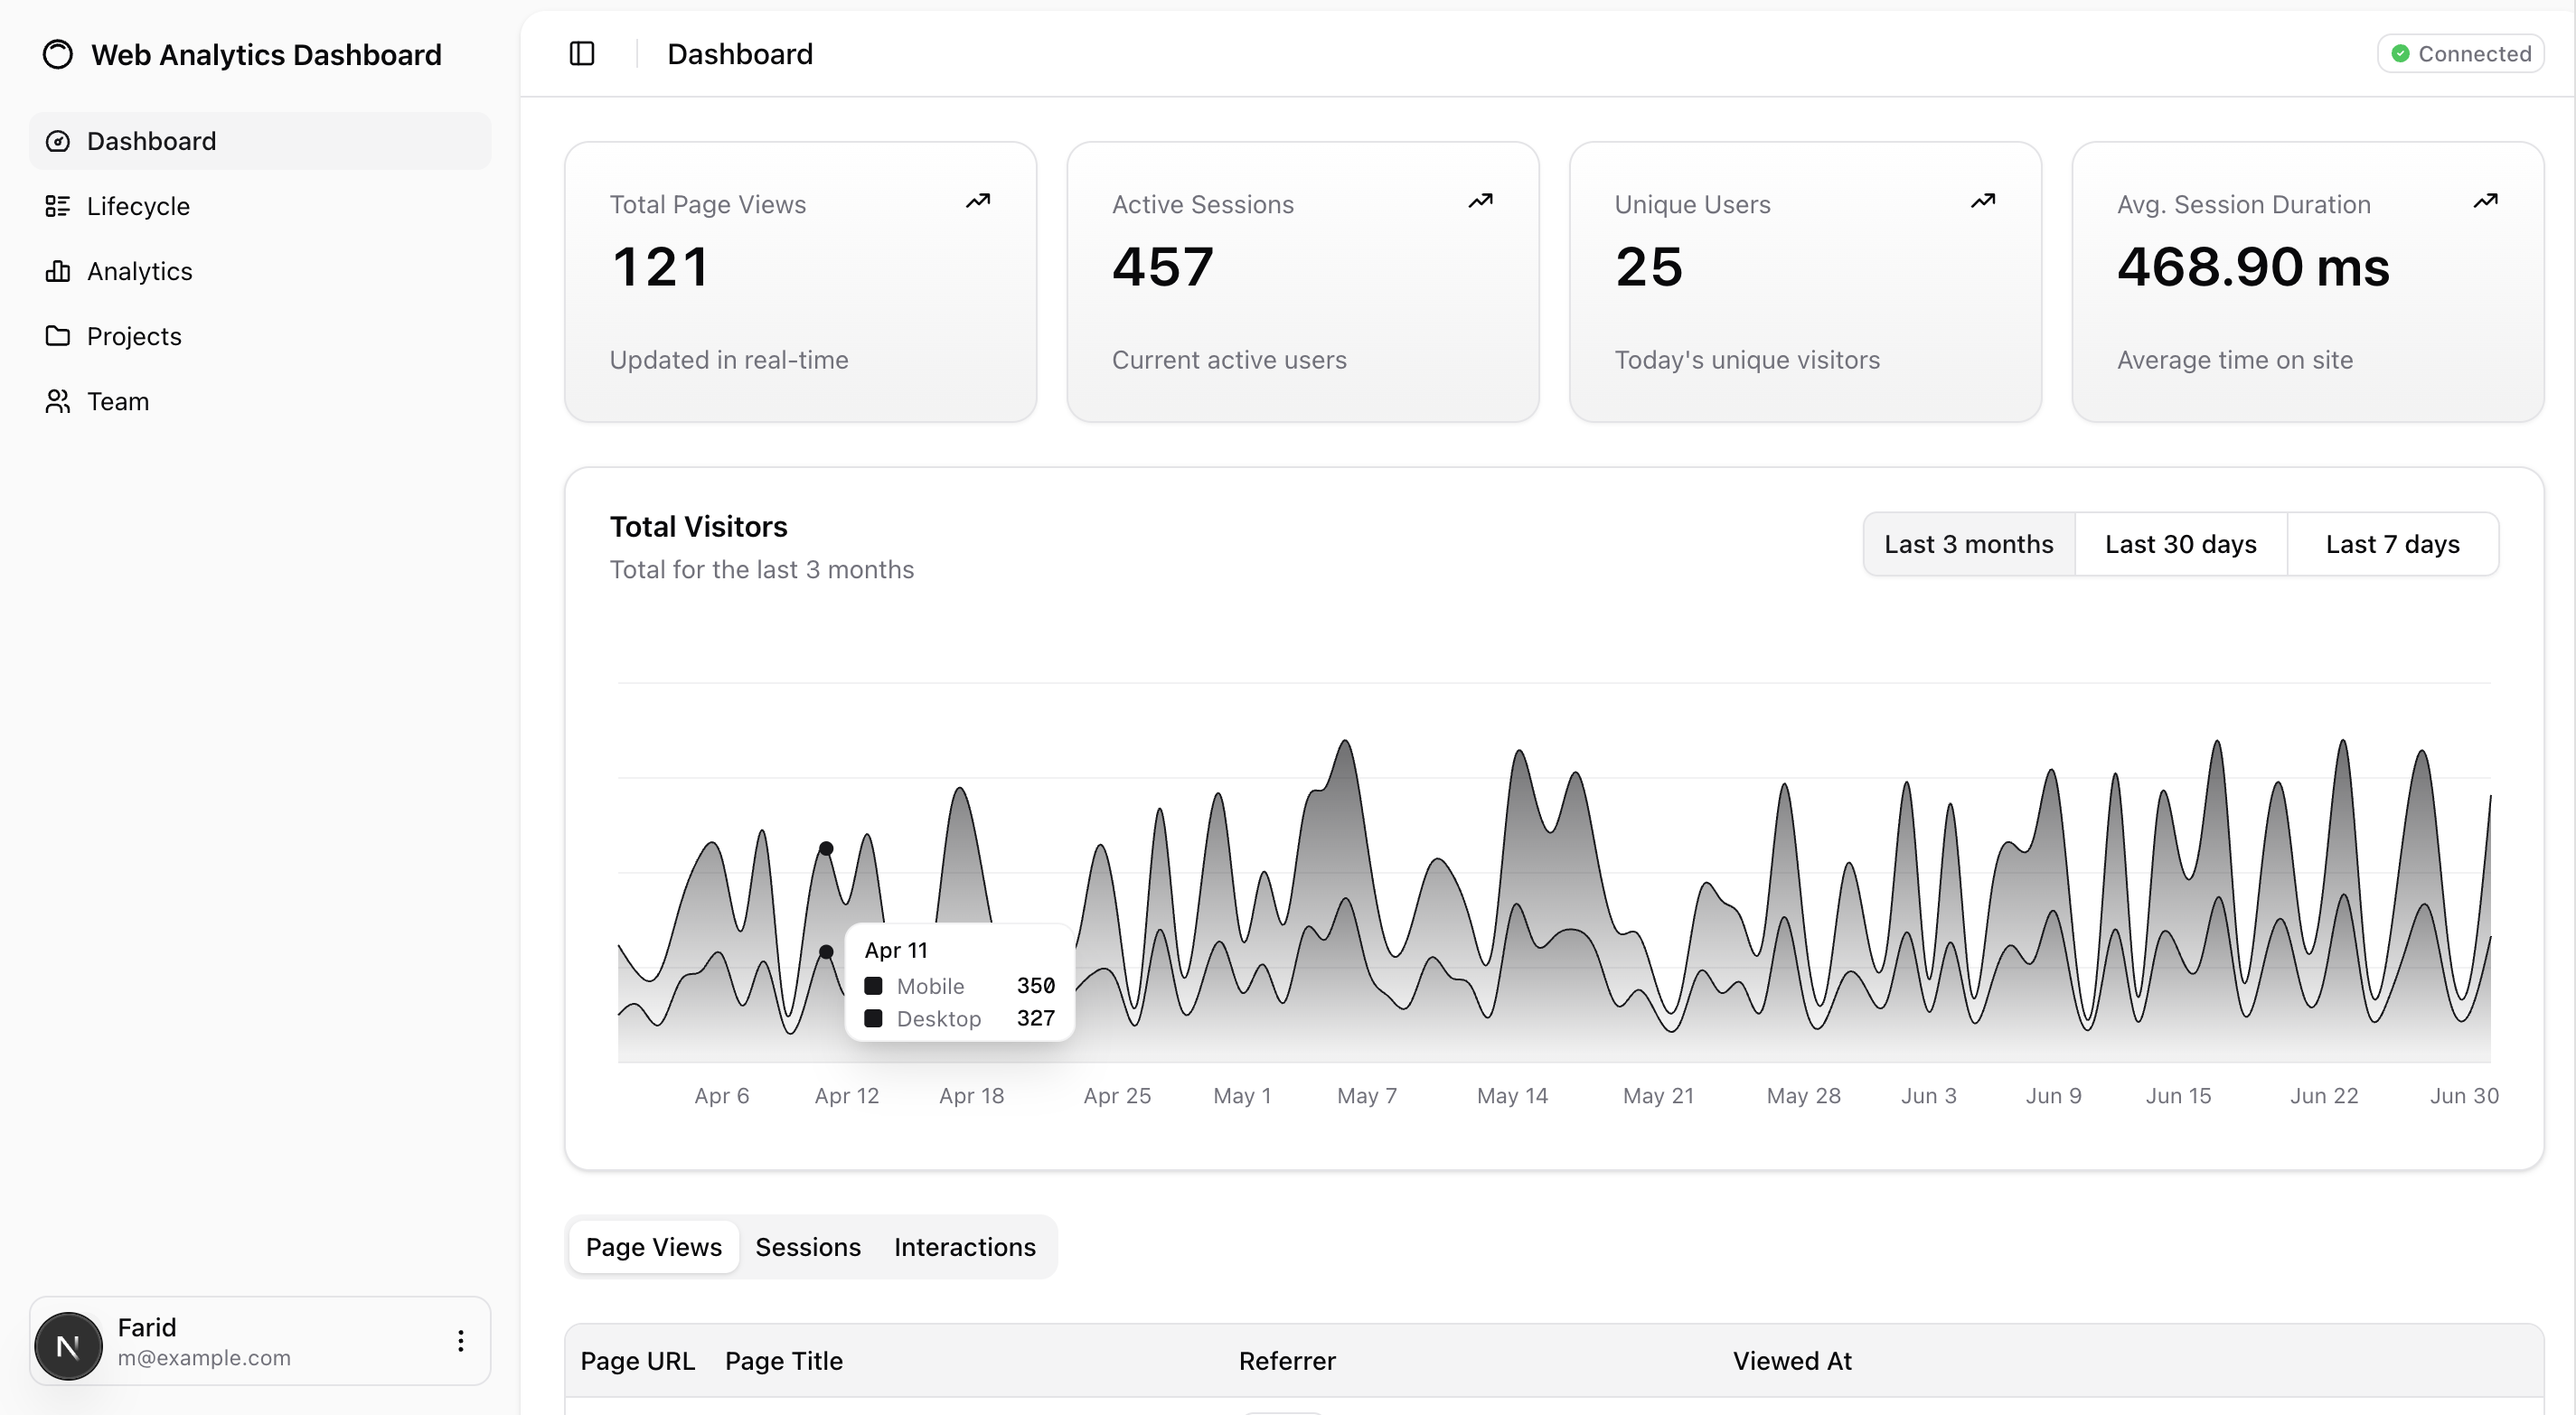 Web Analytics Dashboard
Dashboard
Lifecycle
Analytics
Projects
Team
N
Farid
m@example.com
Dashboard
Connected
Total Page Views
121
Updated in real-time
Active Sessions
457
Current active users
Unique Users
25
Today's unique visitors
Avg. Session Duration
468.90 ms
Average time on site
Total Visitors
Total for the last 3 months
Last 3 months Last 30 days Last 7 days
Apr 11
Mobile 350
Desktop 327
Apr 6 Apr 12 Apr 18 Apr 25 May 1 May 7 May 14 May 21 May 28 Jun 3 Jun 9 Jun 15 Jun 22 Jun 30
Page Views Sessions Interactions
Page URL Page Title Referrer Viewed At